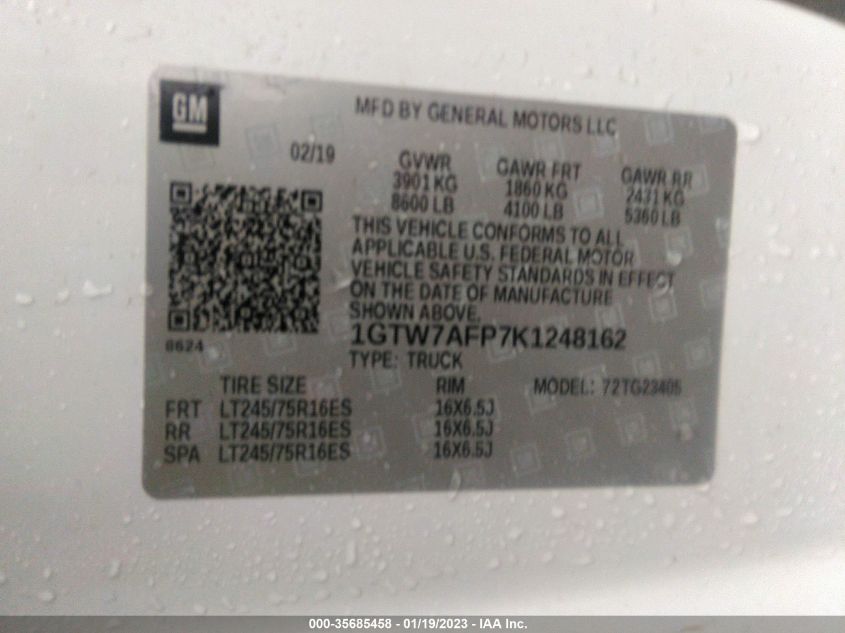 GM
MFD BY GENERAL MOTORS LLC
02/19
GVWR GAWR FRT GAWR RR
3901 KG 1860 KG 2431 KG
8600 LB 4100 LB 5360 LB
THIS VEHICLE CONFORMS TO ALL
APPLICABLE U.S. FEDERAL MOTOR
VEHICLE SAFETY STANDARDS IN EFFECT
ON THE DATE OF MANUFACTURE
SHOWN ABOVE.
8624
1GTW7AFP7K1248162
TYPE: TRUCK
TIRE SIZE RIM MODEL: 72TG23405
FRT LT245/75R16ES 16X6.5J
RR LT245/75R16ES 16X6.5J
SPA LT245/75R16ES 16X6.5J
000-35685458 - 01/19/2023 - IAA Inc.